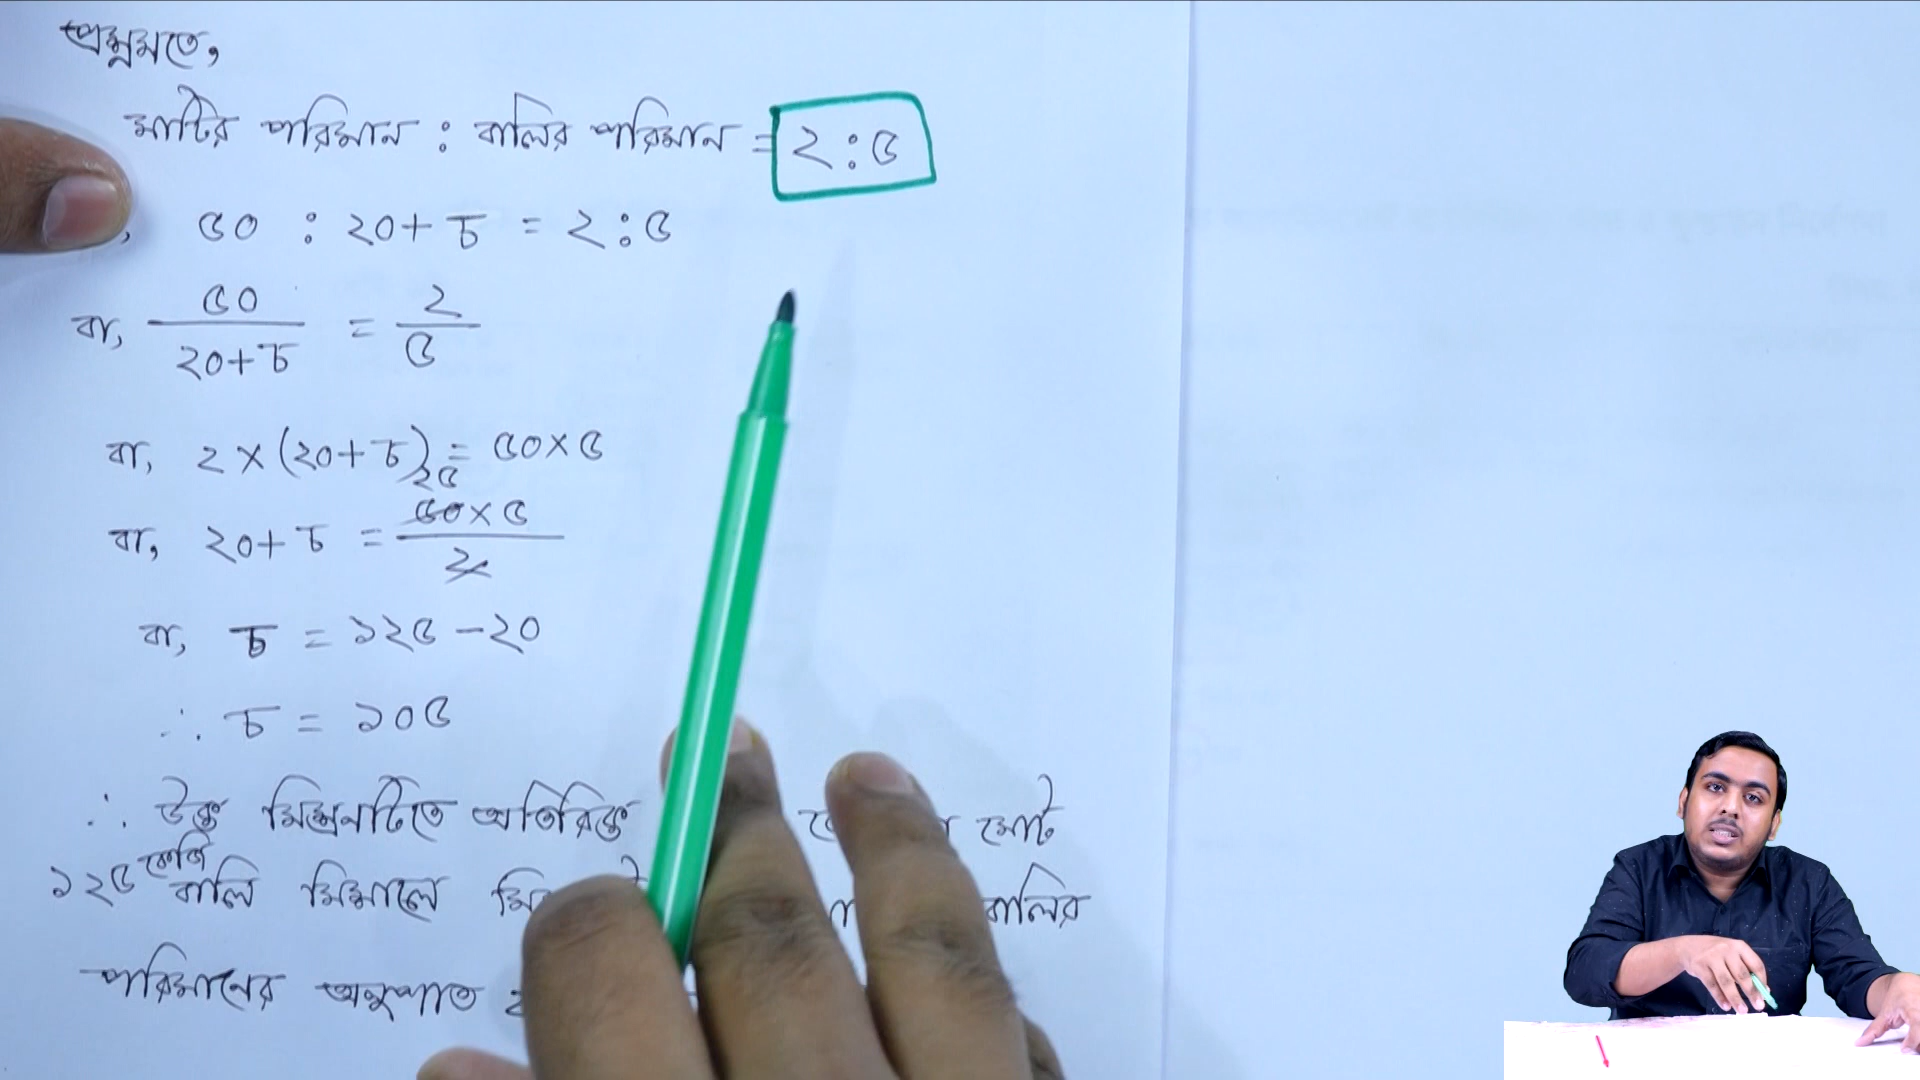 প্রশ্নমতে,
মাটির পরিমান : বালির পরিমান = ২:৫
, ৫০ : ২০+চ = ২:৫
বা, ৫০/২০+চ = ২/৫
বা, ২×(২০+চ) = ৫০×৫
২৫
বা, ২০+চ = ৫০×৫/২
বা, চ = ১২৫-২০
∴ চ = ১০৫
∴ উক্ত মিশ্রনটিতে অতিরিক্ত মোট
কেজি
১২৫ বালি মিশালে বালির
পরিমানের অনুপাত